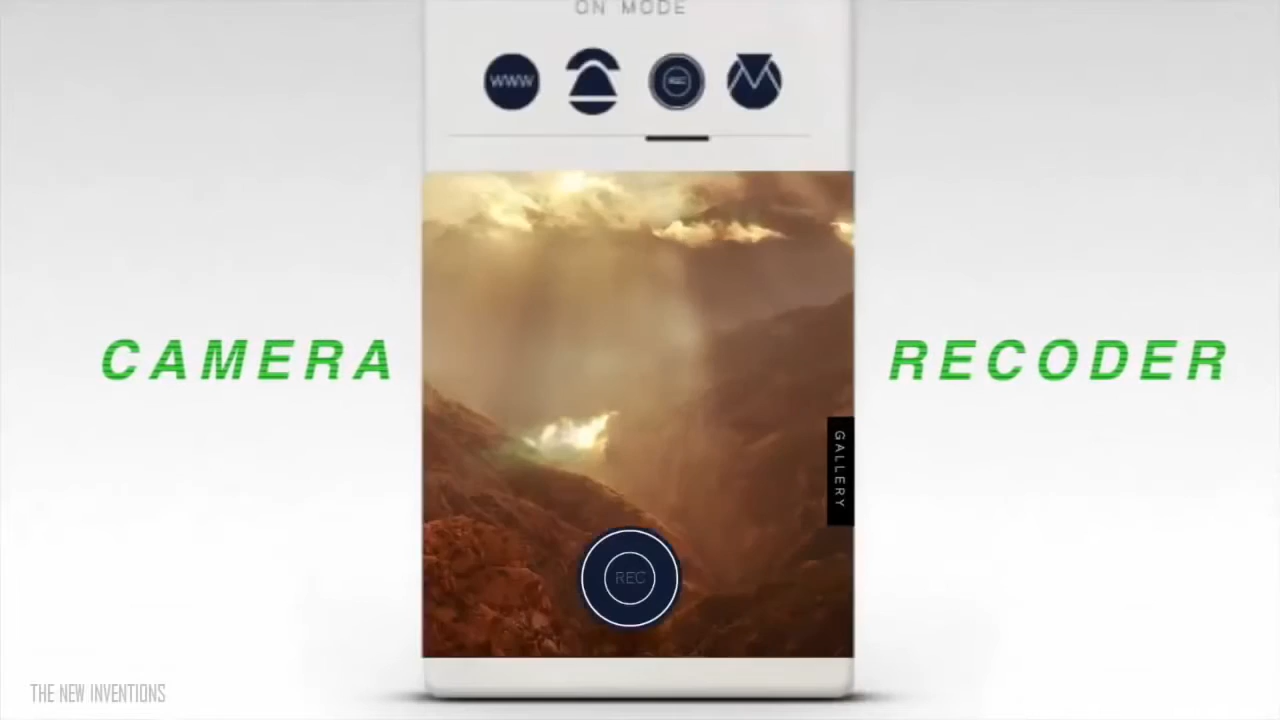 ON MODE
WWW
REC
CAMERA
RECODER
GALLERY
REC
THE NEW INVENTIONS